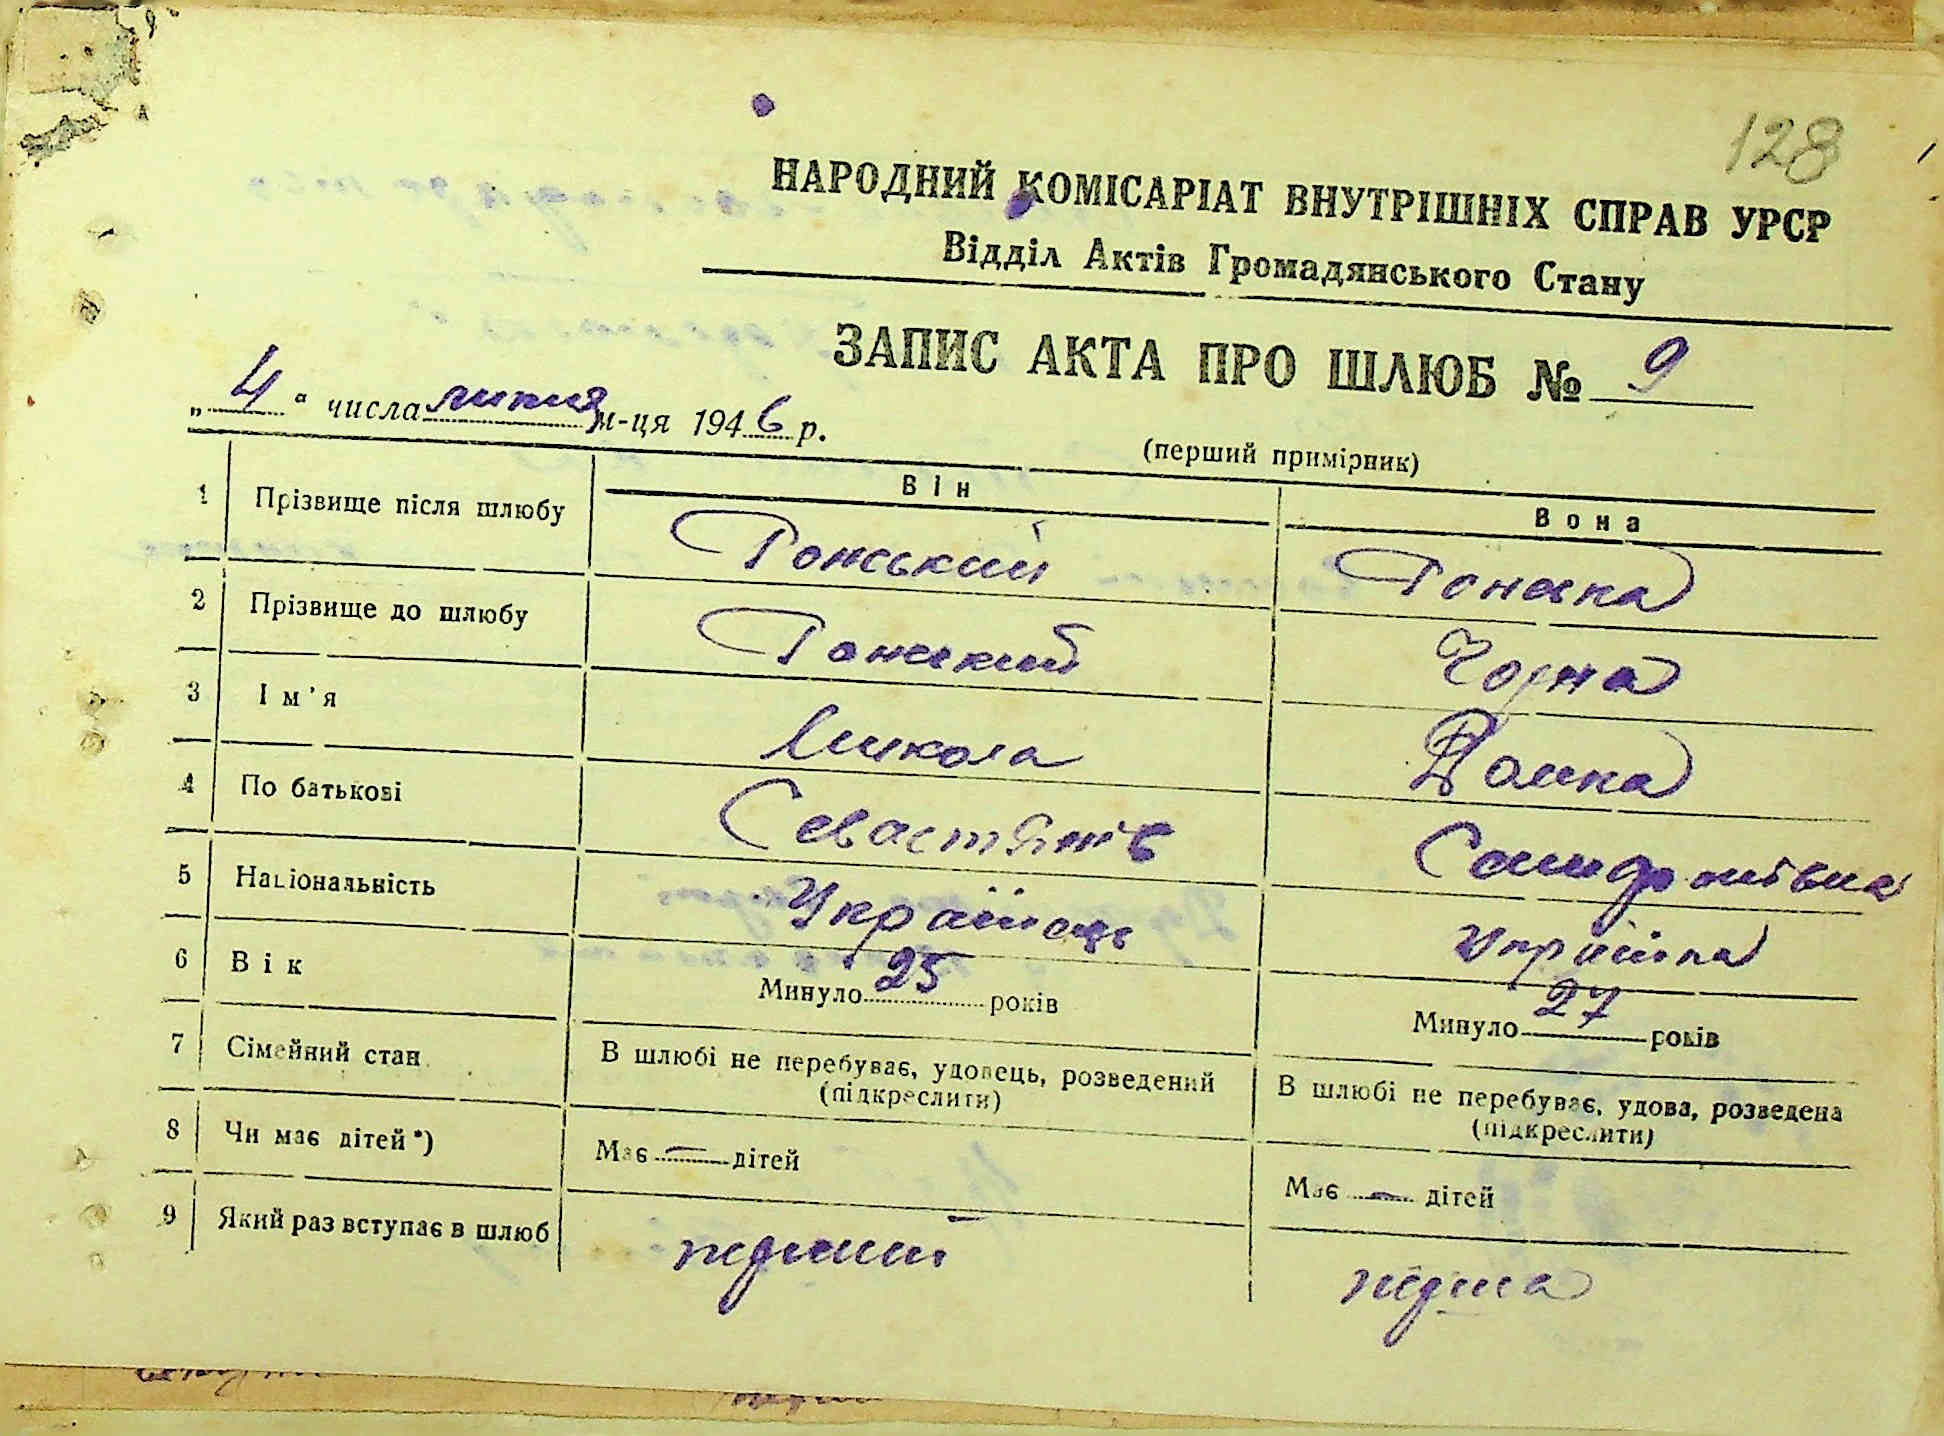 128
НАРОДНИЙ КОМІСАРІАТ ВНУТРІШНІХ СПРАВ УРСР
Відділ Актів Громадянського Стану
ЗАПИС АКТА ПРО ШЛЮБ № 9
„4“ числа липня м-ця 1946 р.
(перший примірник)
Він Вона
1 Прізвище після шлюбу Гонський Гонська
2 Прізвище до шлюбу Гонський Чорна
3 Ім'я Микола
4 По батькові Севастянів
5 Національність Українець Українка
6 Вік Минуло 25 років Минуло 27 років
7 Сімейний стан В шлюбі не перебуває, удовець, розведений В шлюбі не перебуває, удова, розведена
(підкреслити) (підкреслити)
8 Чи має дітей*) Має — дітей Має — дітей
9 Який раз вступає в шлюб перший перша